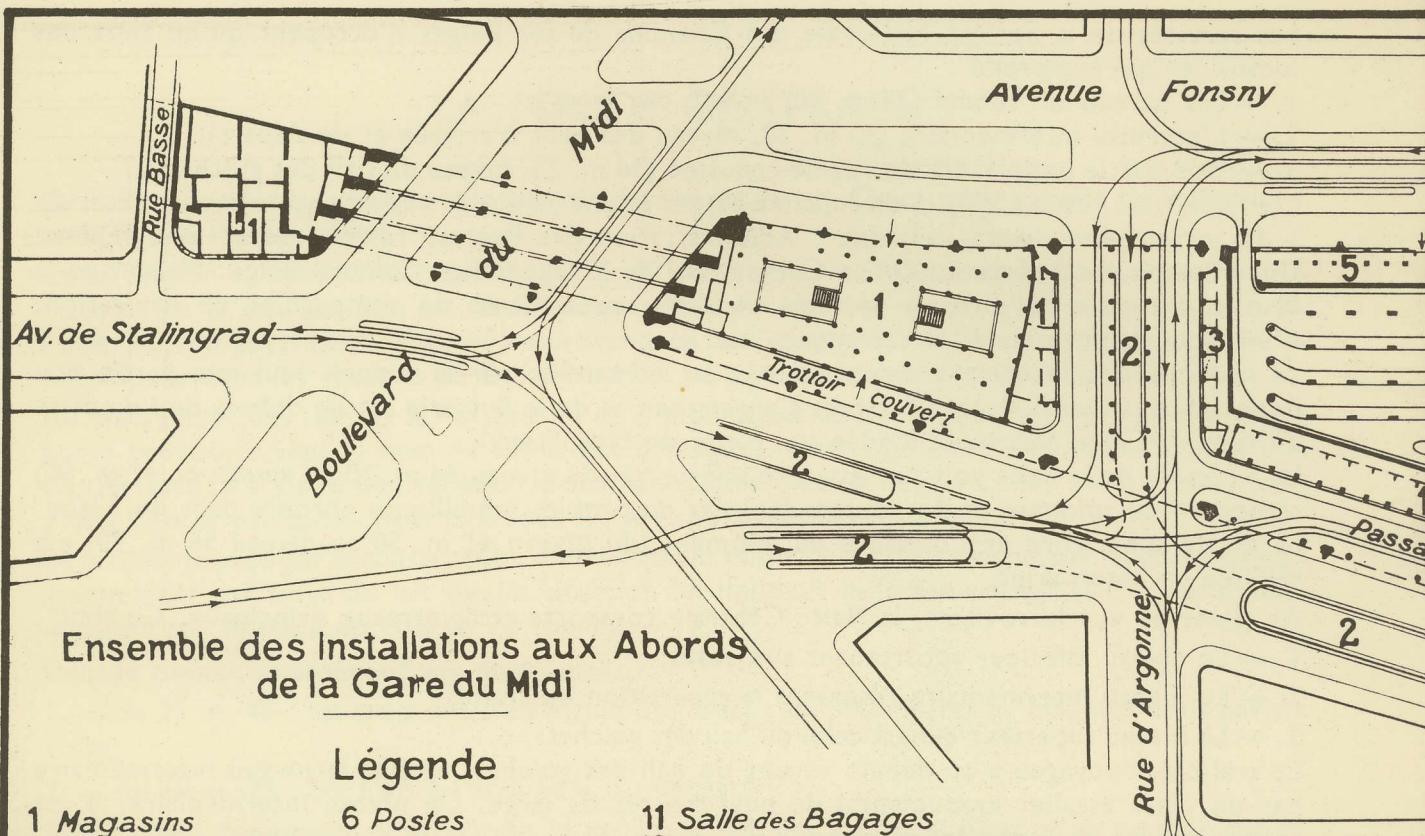 Avenue Fonsny
Midi
Rue Basse
du
1
1
1
5
2
3
Av. de Stalingrad
Boulevard
Trottoir
couvert
2
2
2
Passa
Rue d'Argonne
Ensemble des Installations aux Abords
de la Gare du Midi
Légende
1 Magasins 6 Postes 11 Salle des Bagages